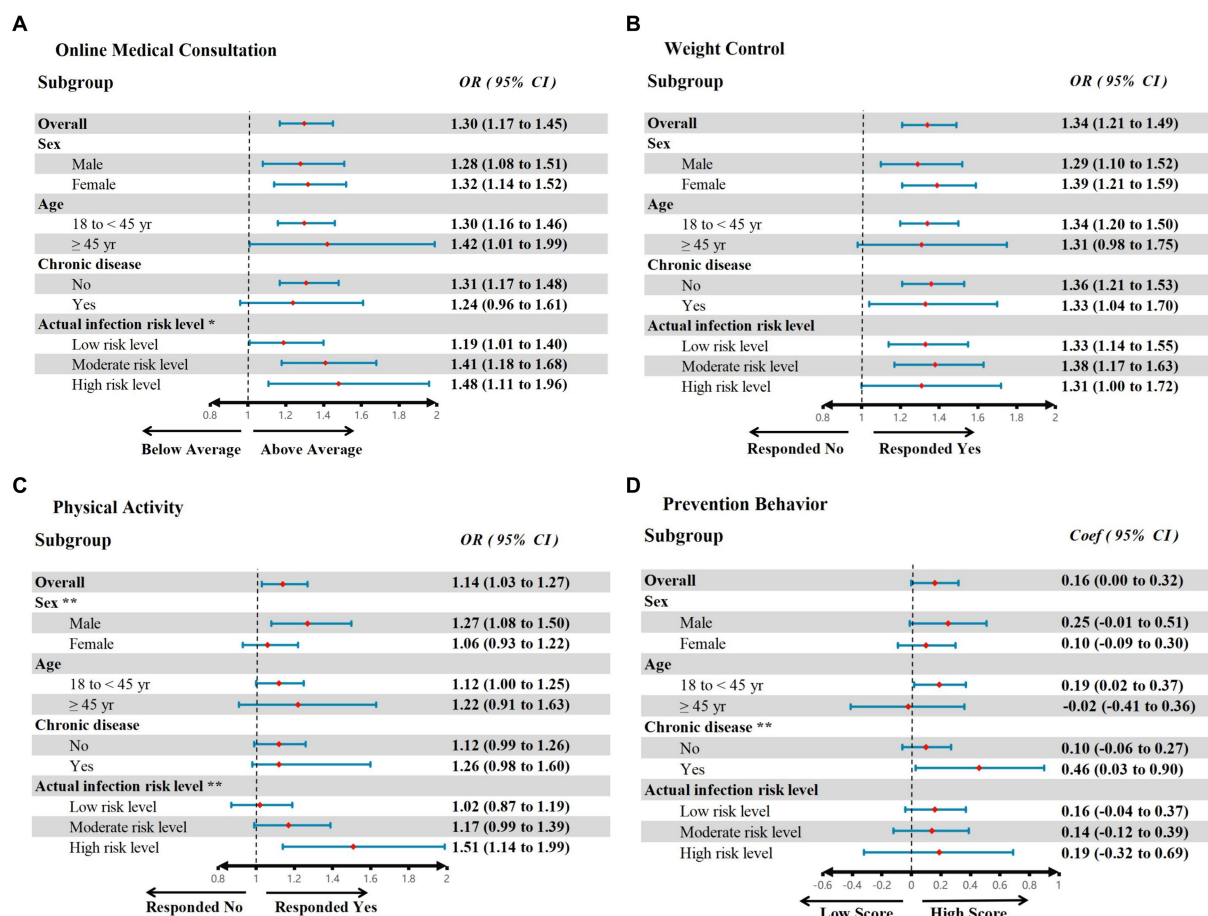 A
Online Medical Consultation
Subgroup OR ( 95% CI )
Overall 1.30 (1.17 to 1.45)
Sex
Male 1.28 (1.08 to 1.51)
Female 1.32 (1.14 to 1.52)
Age
18 to < 45 yr 1.30 (1.16 to 1.46)
≥ 45 yr 1.42 (1.01 to 1.99)
Chronic disease
No 1.31 (1.17 to 1.48)
Yes 1.24 (0.96 to 1.61)
Actual infection risk level *
Low risk level 1.19 (1.01 to 1.40)
Moderate risk level 1.41 (1.18 to 1.68)
High risk level 1.48 (1.11 to 1.96)
0.8 1 1.2 1.4 1.6 1.8 2
Below Average Above Average
B
Weight Control
Subgroup OR ( 95% CI )
Overall 1.34 (1.21 to 1.49)
Sex
Male 1.29 (1.10 to 1.52)
Female 1.39 (1.21 to 1.59)
Age
18 to < 45 yr 1.34 (1.20 to 1.50)
≥ 45 yr 1.31 (0.98 to 1.75)
Chronic disease
No 1.36 (1.21 to 1.53)
Yes 1.33 (1.04 to 1.70)
Actual infection risk level
Low risk level 1.33 (1.14 to 1.55)
Moderate risk level 1.38 (1.17 to 1.63)
High risk level 1.31 (1.00 to 1.72)
0.8 1 1.2 1.4 1.6 1.8 2
Responded No Responded Yes
C
Physical Activity
Subgroup OR ( 95% CI )
Overall 1.14 (1.03 to 1.27)
Sex **
Male 1.27 (1.08 to 1.50)
Female 1.06 (0.93 to 1.22)
Age
18 to < 45 yr 1.12 (1.00 to 1.25)
≥ 45 yr 1.22 (0.91 to 1.63)
Chronic disease
No 1.12 (0.99 to 1.26)
Yes 1.26 (0.98 to 1.60)
Actual infection risk level **
Low risk level 1.02 (0.87 to 1.19)
Moderate risk level 1.17 (0.99 to 1.39)
High risk level 1.51 (1.14 to 1.99)
0.8 1 1.2 1.4 1.6 1.8 2
Responded No Responded Yes
D
Prevention Behavior
Subgroup Coef ( 95% CI )
Overall 0.16 (0.00 to 0.32)
Sex
Male 0.25 (-0.01 to 0.51)
Female 0.10 (-0.09 to 0.30)
Age
18 to < 45 yr 0.19 (0.02 to 0.37)
≥ 45 yr -0.02 (-0.41 to 0.36)
Chronic disease **
No 0.10 (-0.06 to 0.27)
Yes 0.46 (0.03 to 0.90)
Actual infection risk level
Low risk level 0.16 (-0.04 to 0.37)
Moderate risk level 0.14 (-0.12 to 0.39)
High risk level 0.19 (-0.32 to 0.69)
-0.6 -0.4 -0.2 0 0.2 0.4 0.6 0.8 1
Low Score High Score